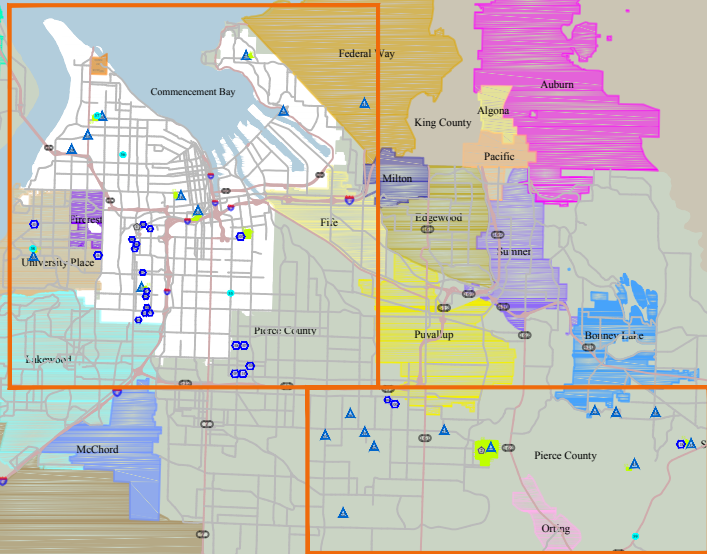 Federal Way
Auburn
Commencement Bay
Algona
King County
Pacific
Milton
Fircrest
Fife
Edgewood
Sumner
University Place
Pierce County
Puyallup
Bonney Lake
Lakewood
McChord
Pierce County
S
Orting